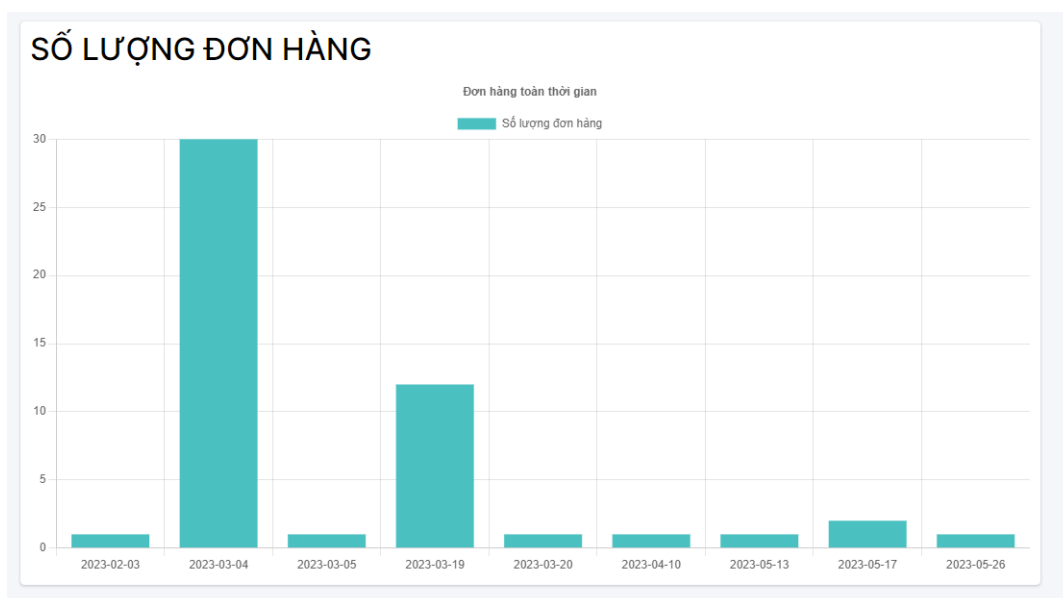 SỐ LƯỢNG ĐƠN HÀNG
Đơn hàng toàn thời gian
Số lượng đơn hàng
30
25
20
15
10
5
0
2023-02-03 2023-03-04 2023-03-05 2023-03-19 2023-03-20 2023-04-10 2023-05-13 2023-05-17 2023-05-26